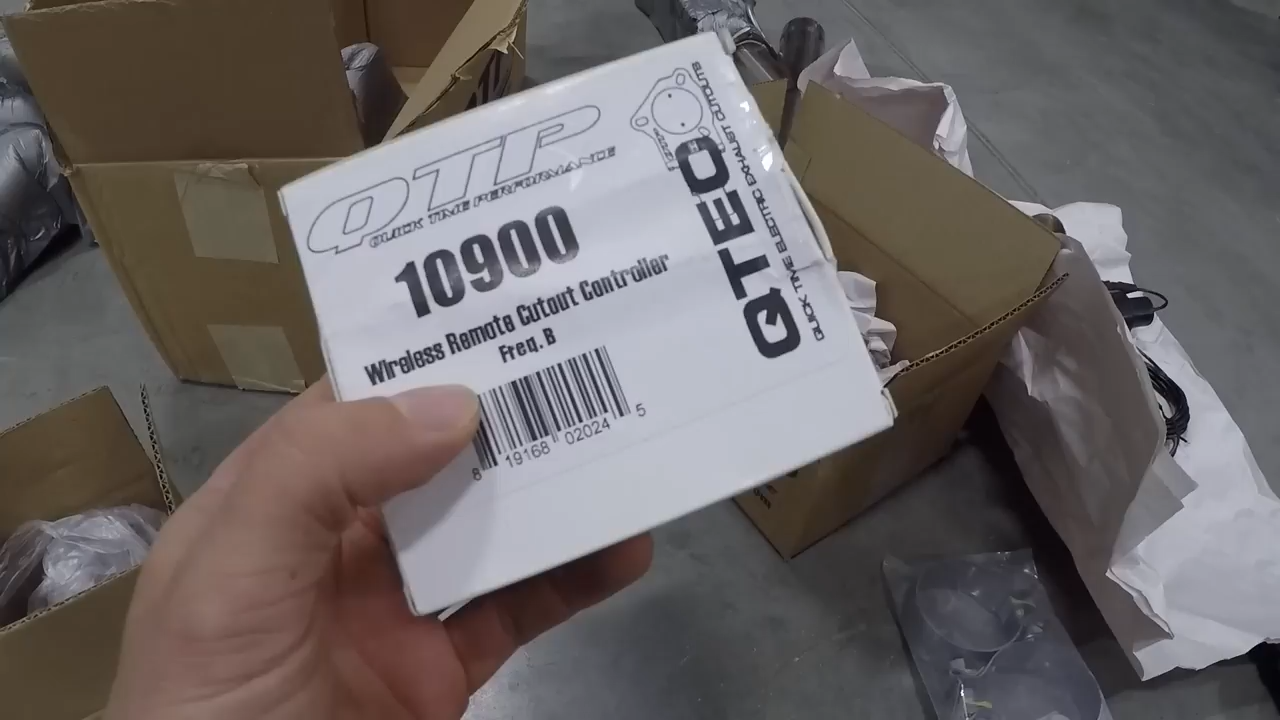 QTP
QUICK TIME PERFORMANCE
10900
Wireless Remote Cutout Controller
Freq. B
8 19168 02024 5
QTEC
QUICK TIME ELECTRIC EXHAUST CUTOUTS